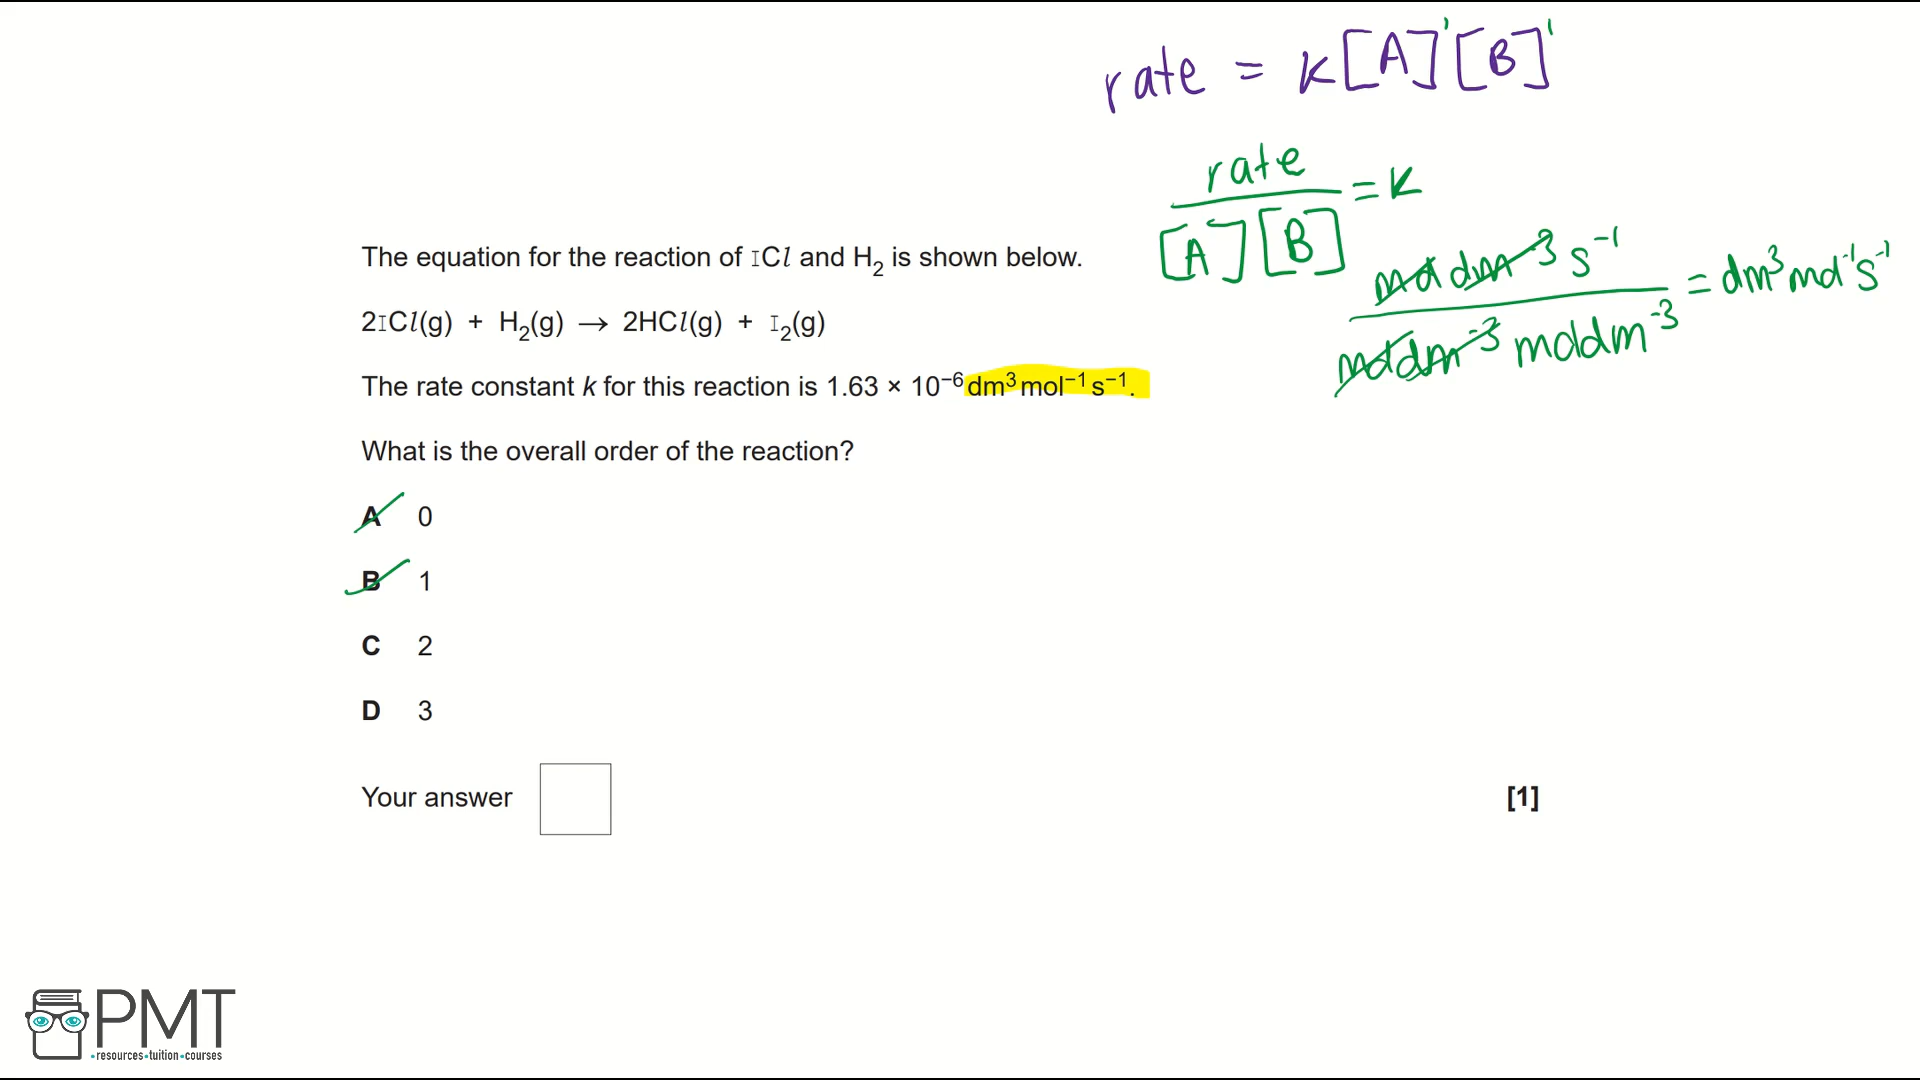 rate = k[A]¹[B]¹
rate / [A][B] = k
mol dm⁻³ s⁻¹ / mol dm⁻³ mol dm⁻³ = dm³ mol⁻¹ s⁻¹
The equation for the reaction of ICl and H₂ is shown below.
2ICl(g) + H₂(g) → 2HCl(g) + I₂(g)
The rate constant k for this reaction is 1.63 × 10⁻⁶ dm³ mol⁻¹ s⁻¹.
What is the overall order of the reaction?
A 0
B 1
C 2
D 3
Your answer
[1]
PMT
•resources•tuition•courses